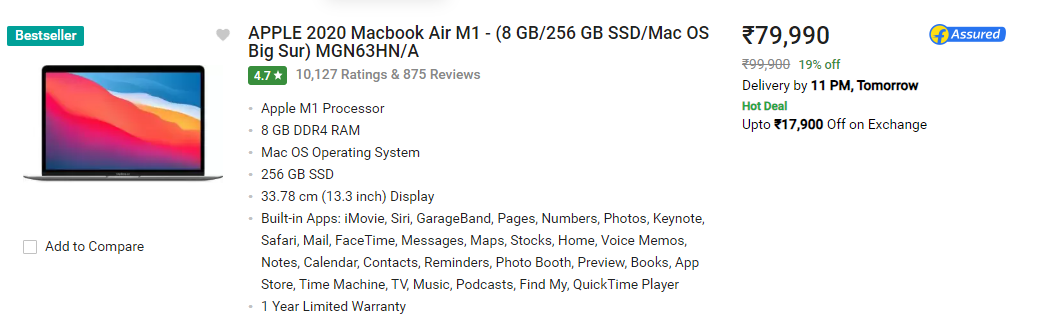 Bestseller
APPLE 2020 Macbook Air M1 - (8 GB/256 GB SSD/Mac OS
Big Sur) MGN63HN/A
4.7★ 10,127 Ratings & 875 Reviews
Apple M1 Processor
8 GB DDR4 RAM
Mac OS Operating System
256 GB SSD
33.78 cm (13.3 inch) Display
Built-in Apps: iMovie, Siri, GarageBand, Pages, Numbers, Photos, Keynote,
Safari, Mail, FaceTime, Messages, Maps, Stocks, Home, Voice Memos,
Notes, Calendar, Contacts, Reminders, Photo Booth, Preview, Books, App
Store, Time Machine, TV, Music, Podcasts, Find My, QuickTime Player
1 Year Limited Warranty
Add to Compare
₹79,990
Assured
₹99,900 19% off
Delivery by 11 PM, Tomorrow
Hot Deal
Upto ₹17,900 Off on Exchange